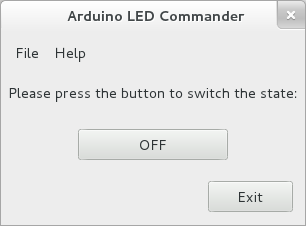 Arduino LED Commander
File Help
Please press the button to switch the state:
OFF
Exit